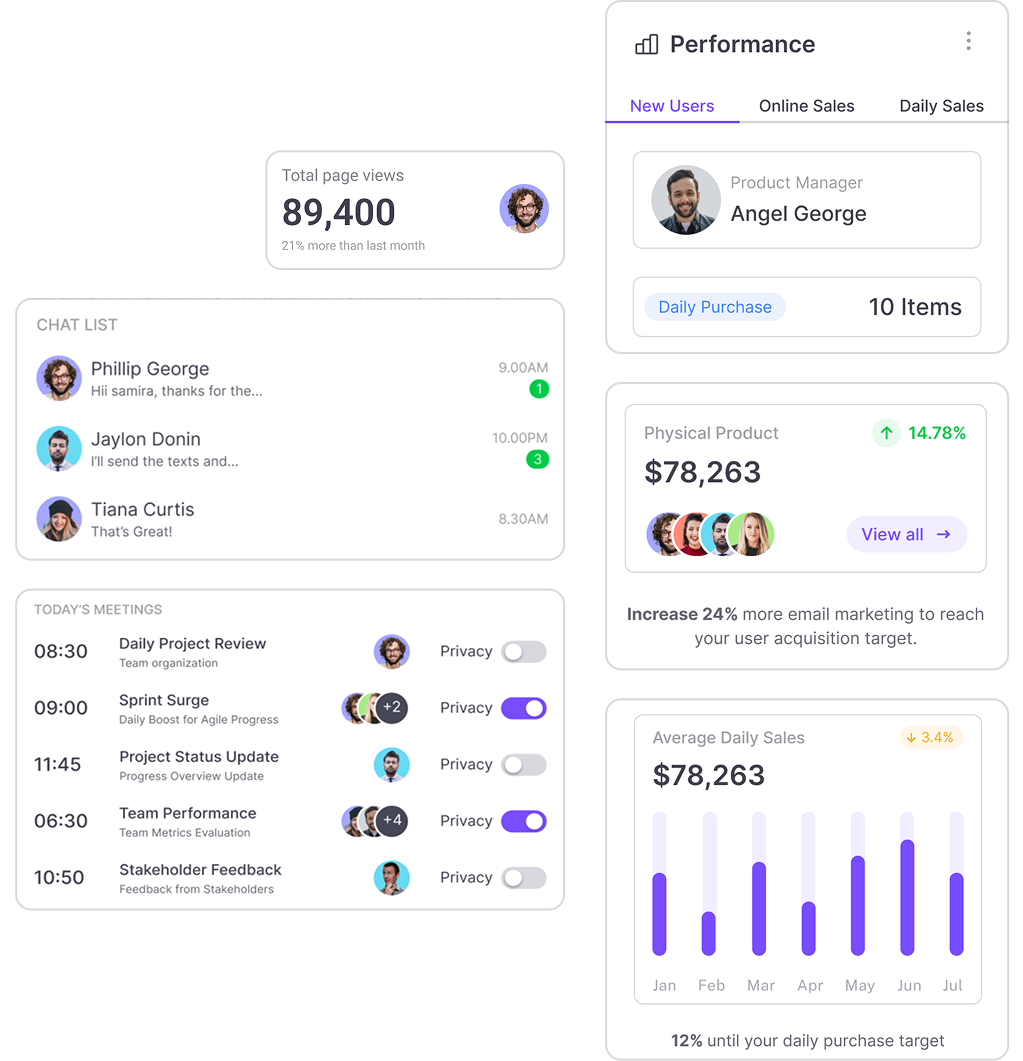 Total page views
89,400
21% more than last month
CHAT LIST
Phillip George
9.00AM
Hii samira, thanks for the...
1
Jaylon Donin
10.00PM
I'll send the texts and...
3
Tiana Curtis
8.30AM
That's Great!
TODAY'S MEETINGS
08:30 Daily Project Review Privacy
Team organization
09:00 Sprint Surge +2 Privacy
Daily Boost for Agile Progress
11:45 Project Status Update Privacy
Progress Overview Update
06:30 Team Performance +4 Privacy
Team Metrics Evaluation
10:50 Stakeholder Feedback Privacy
Feedback from Stakeholders
Performance
New Users Online Sales Daily Sales
Product Manager
Angel George
Daily Purchase 10 Items
Physical Product 14.78%
$78,263
View all →
Increase 24% more email marketing to reach
your user acquisition target.
Average Daily Sales ↓ 3.4%
$78,263
Jan Feb Mar Apr May Jun Jul
12% until your daily purchase target